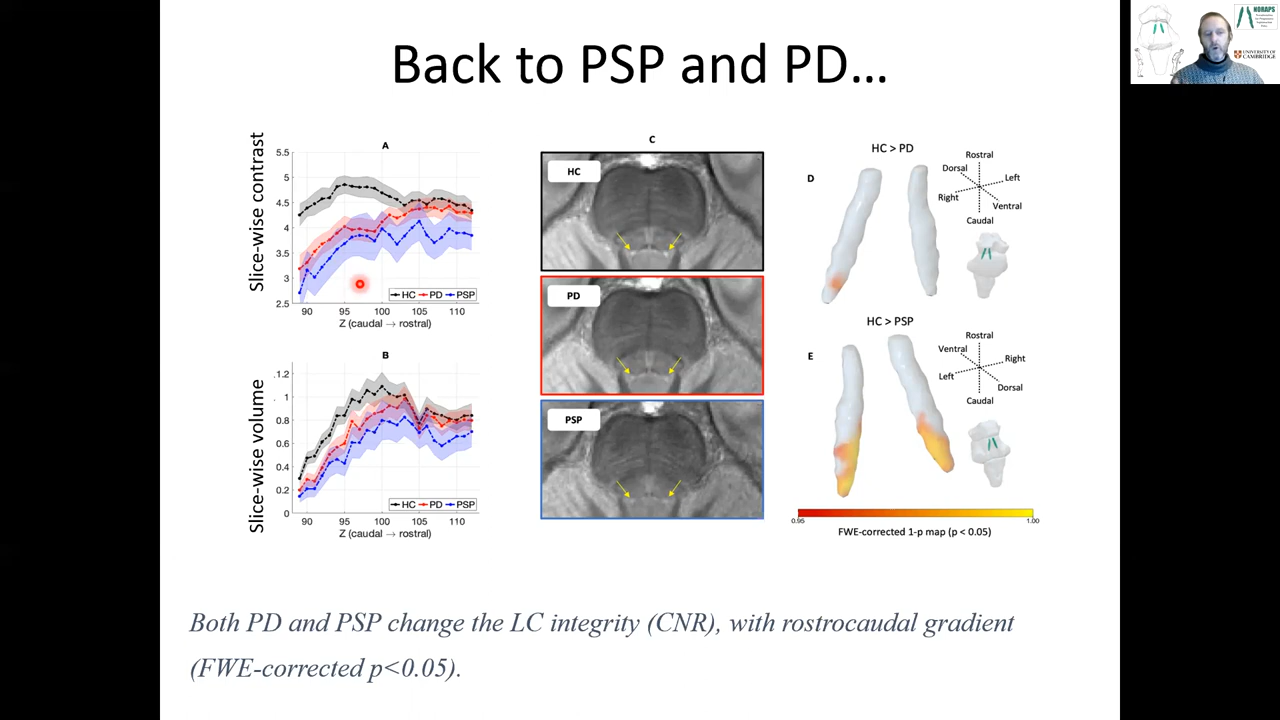 Back to PSP and PD…
Slice-wise contrast
A
5.5
5
4.5
4
3.5
3
2.5
HC PD PSP
90 95 100 105 110
Z (caudal → rostral)
Slice-wise volume
B
1.2
1
0.8
0.6
0.4
0.2
0
HC PD PSP
90 95 100 105 110
Z (caudal → rostral)
C
HC
PD
PSP
HC > PD
D
Rostral
Dorsal
Left
Right
Ventral
Caudal
HC > PSP
E
Rostral
Ventral
Right
Left
Dorsal
Caudal
0.95 1.00
FWE-corrected 1-p map (p < 0.05)
Both PD and PSP change the LC integrity (CNR), with rostrocaudal gradient
(FWE-corrected p<0.05).
NORAPS
UNIVERSITY OF
CAMBRIDGE